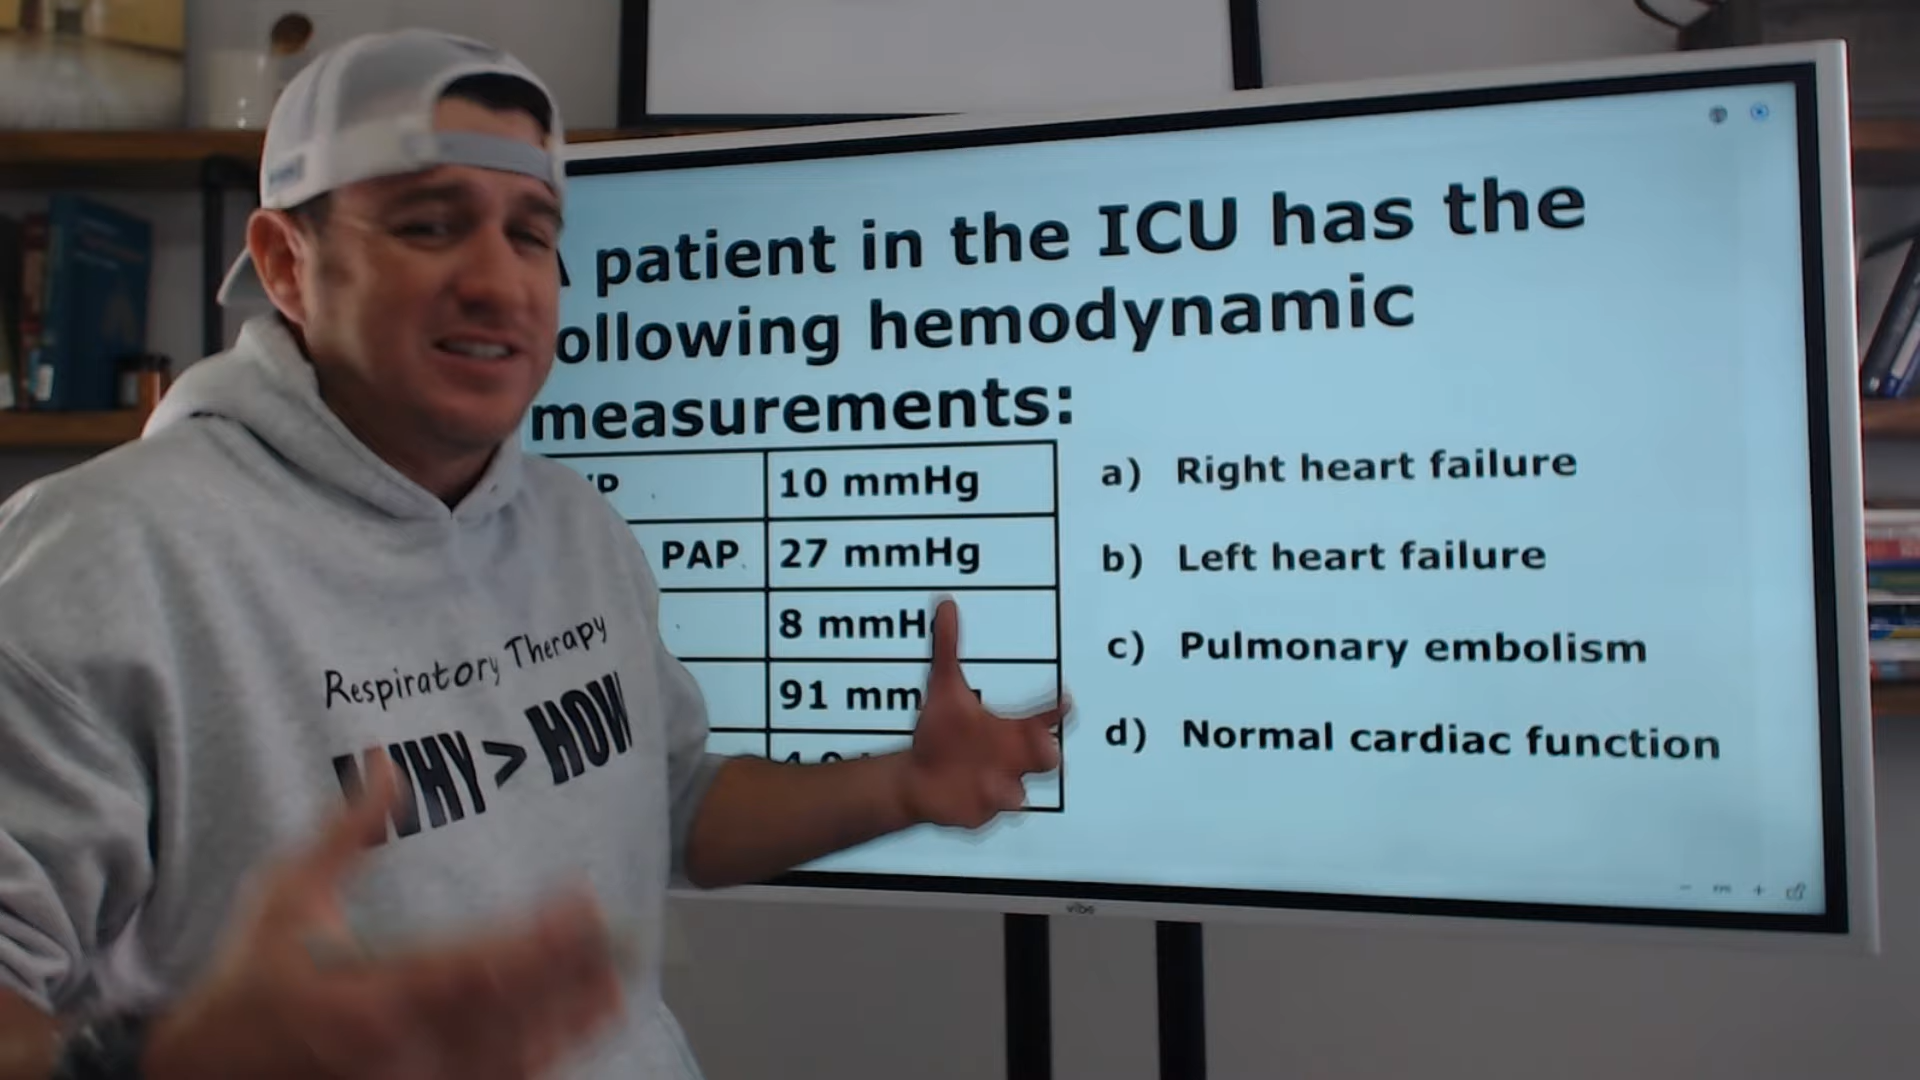 patient in the ICU has the
ollowing hemodynamic
measurements:
P 10 mmHg
PAP 27 mmHg
8 mmH
91 mm
a) Right heart failure
b) Left heart failure
c) Pulmonary embolism
d) Normal cardiac function
Respiratory Therapy
WHY > HOW
vibe